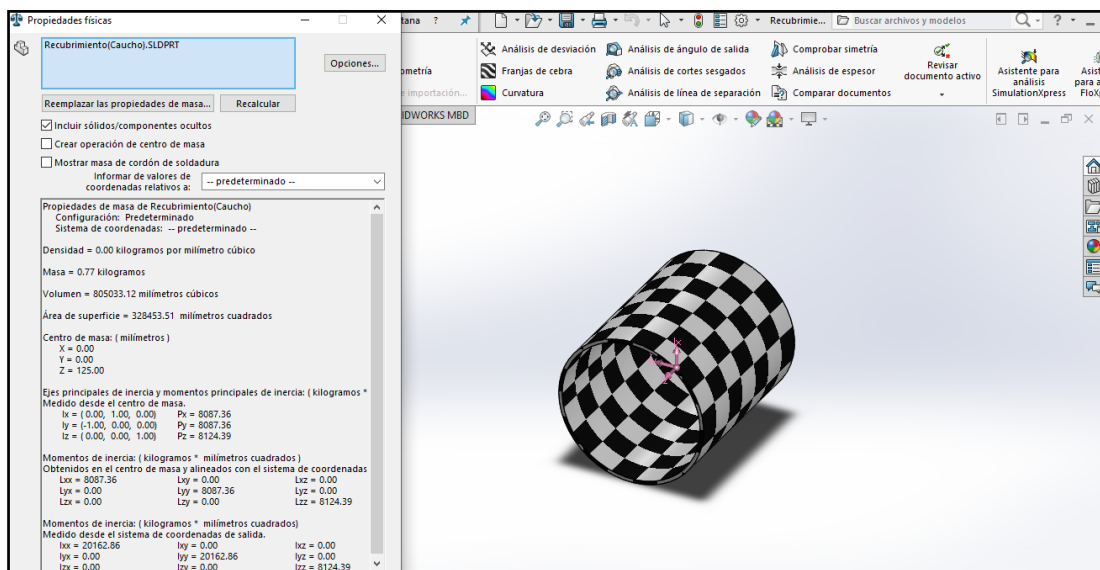 Propiedades físicas
tana ?
Recubrimie...
Buscar archivos y modelos
Recubrimiento(Caucho).SLDPRT
Opciones...
Reemplazar las propiedades de masa...
Recalcular
Incluir sólidos/componentes ocultos
Crear operación de centro de masa
Mostrar masa de cordón de soldadura
Informar de valores de
coordenadas relativos a:
-- predeterminado --
ometría
e importación...
IDWORKS MBD
Análisis de desviación
Análisis de ángulo de salida
Comprobar simetría
Franjas de cebra
Análisis de cortes sesgados
Análisis de espesor
Curvatura
Análisis de línea de separación
Comparar documentos
Revisar
documento activo
Asistente para
análisis
SimulationXpress
Asist
para a
FloX
Propiedades de masa de Recubrimiento(Caucho)
Configuración: Predeterminado
Sistema de coordenadas: -- predeterminado --
Densidad = 0.00 kilogramos por milímetro cúbico
Masa = 0.77 kilogramos
Volumen = 805033.12 milímetros cúbicos
Área de superficie = 328453.51 milímetros cuadrados
Centro de masa: ( milímetros )
X = 0.00
Y = 0.00
Z = 125.00
Ejes principales de inercia y momentos principales de inercia: ( kilogramos *
Medido desde el centro de masa.
Ix = ( 0.00, 1.00, 0.00) Px = 8087.36
Iy = (-1.00, 0.00, 0.00) Py = 8087.36
Iz = ( 0.00, 0.00, 1.00) Pz = 8124.39
Momentos de inercia: ( kilogramos * milímetros cuadrados )
Obtenidos en el centro de masa y alineados con el sistema de coordenadas
Lxx = 8087.36 Lxy = 0.00 Lxz = 0.00
Lyx = 0.00 Lyy = 8087.36 Lyz = 0.00
Lzx = 0.00 Lzy = 0.00 Lzz = 8124.39
Momentos de inercia: ( kilogramos * milímetros cuadrados)
Medido desde el sistema de coordenadas de salida.
Ixx = 20162.86 Ixy = 0.00 Ixz = 0.00
Iyx = 0.00 Iyy = 20162.86 Iyz = 0.00
Izx = 0.00 Izy = 0.00 Izz = 8124.39